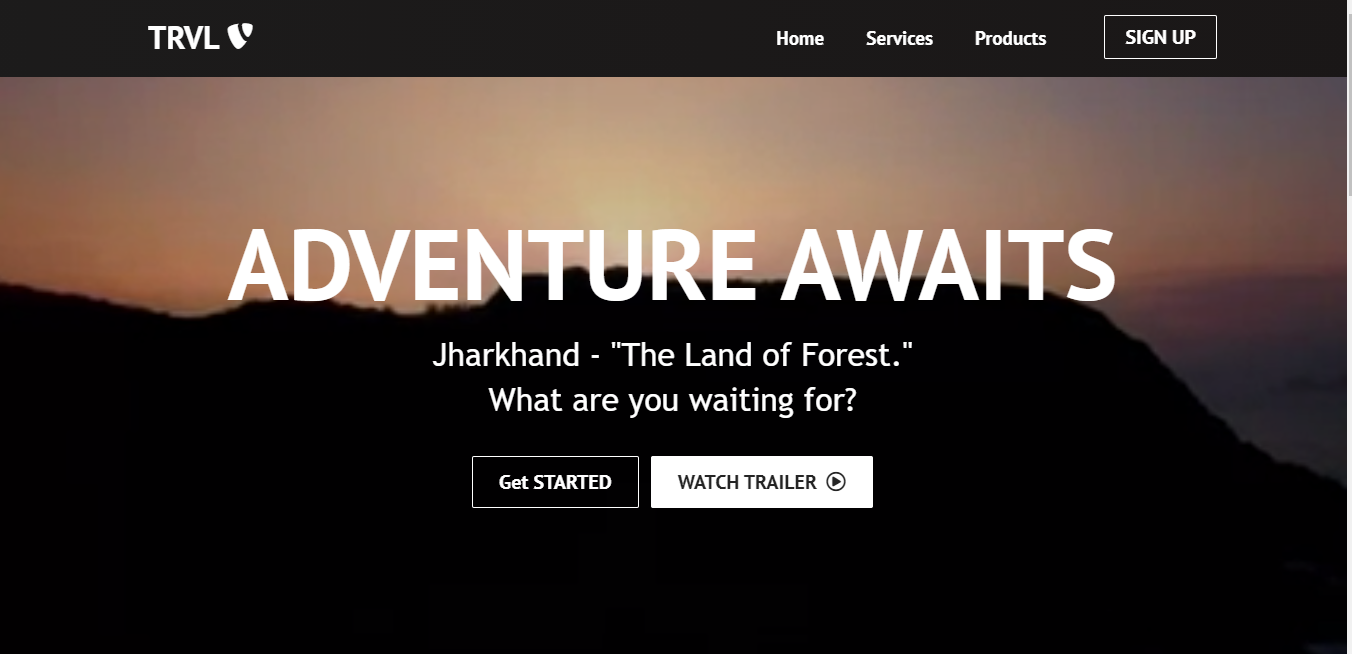 TRVL
Home Services Products SIGN UP
ADVENTURE AWAITS
Jharkhand - "The Land of Forest."
What are you waiting for?
Get STARTED WATCH TRAILER